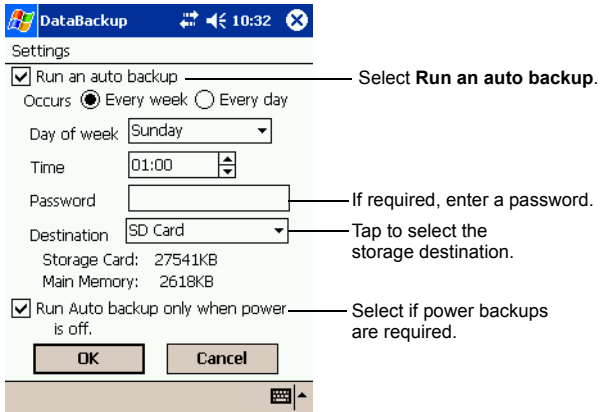 DataBackup 10:32
Settings
Run an auto backup
Select Run an auto backup.
Occurs Every week Every day
Day of week Sunday
Time 01:00
Password
If required, enter a password.
Destination SD Card
Tap to select the
storage destination.
Storage Card: 27541KB
Main Memory: 2618KB
Run Auto backup only when power
is off.
Select if power backups
are required.
OK Cancel